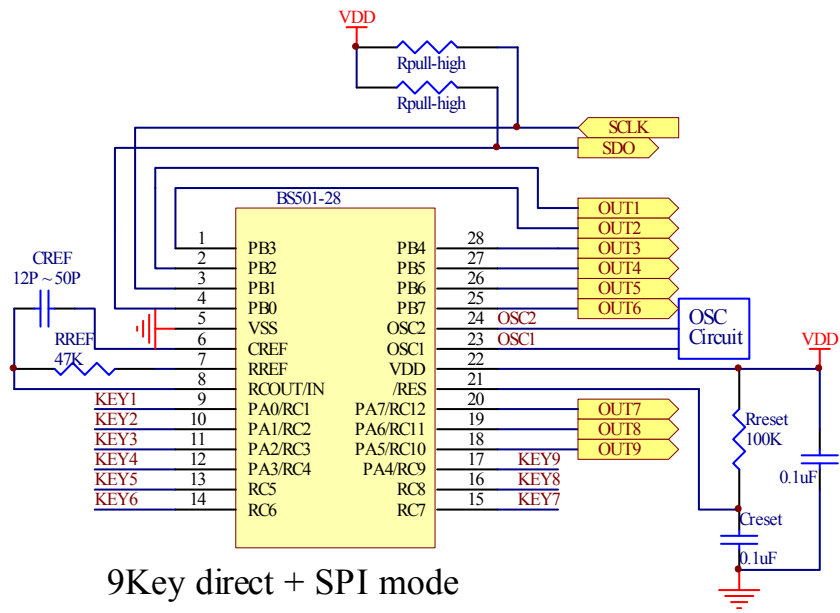 VDD
Rpull-high
Rpull-high
SCLK
SDO
BS501-28
OUT1
OUT2
OUT3
OUT4
OUT5
OUT6
CREF
12P ~ 50P
RREF
47K
1 PB3 PB4 28
2 PB2 PB5 27
3 PB1 PB6 26
4 PB0 PB7 25
5 VSS OSC2 24 OSC2
6 CREF OSC1 23 OSC1
7 RREF VDD 22
8 RCOUT/IN /RES 21
KEY1 9 PA0/RC1 PA7/RC12 20 OUT7
KEY2 10 PA1/RC2 PA6/RC11 19 OUT8
KEY3 11 PA2/RC3 PA5/RC10 18 OUT9
KEY4 12 PA3/RC4 PA4/RC9 17 KEY9
KEY5 13 RC5 RC8 16 KEY8
KEY6 14 RC6 RC7 15 KEY7
OSC
Circuit
VDD
Rreset
100K
0.1uF
Creset
0.1uF
9Key direct + SPI mode